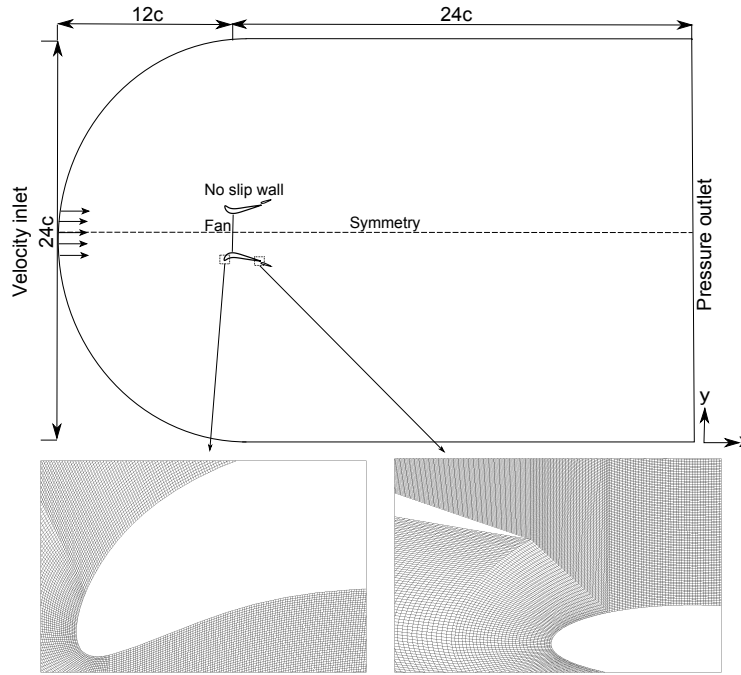 12c
24c
No slip wall
Fan
Symmetry
Velocity inlet
24c
Pressure outlet
y